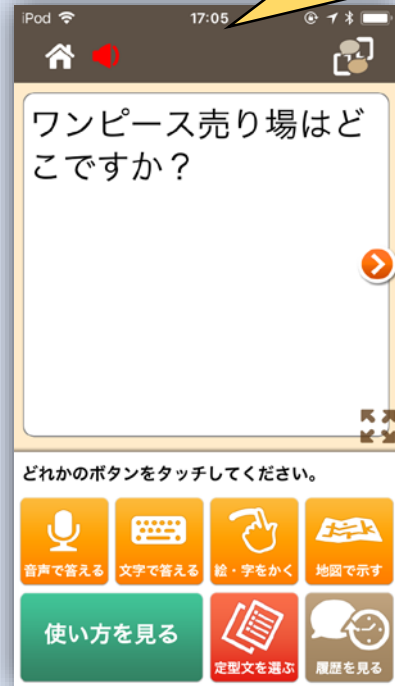 iPod 17:05
ワンピース売り場はど
こですか？
どれかのボタンをタッチしてください。
音声で答える 文字で答える 絵・字をかく 地図で示す
使い方を見る 定型文を選ぶ 履歴を見る